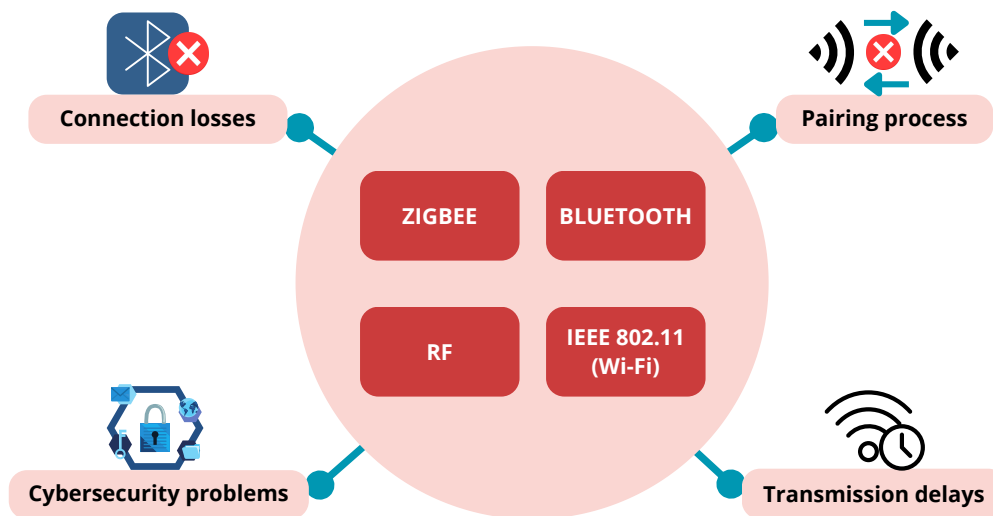 Connection losses
Pairing process
ZIGBEE
BLUETOOTH
RF
IEEE 802.11
(Wi-Fi)
Cybersecurity problems
Transmission delays